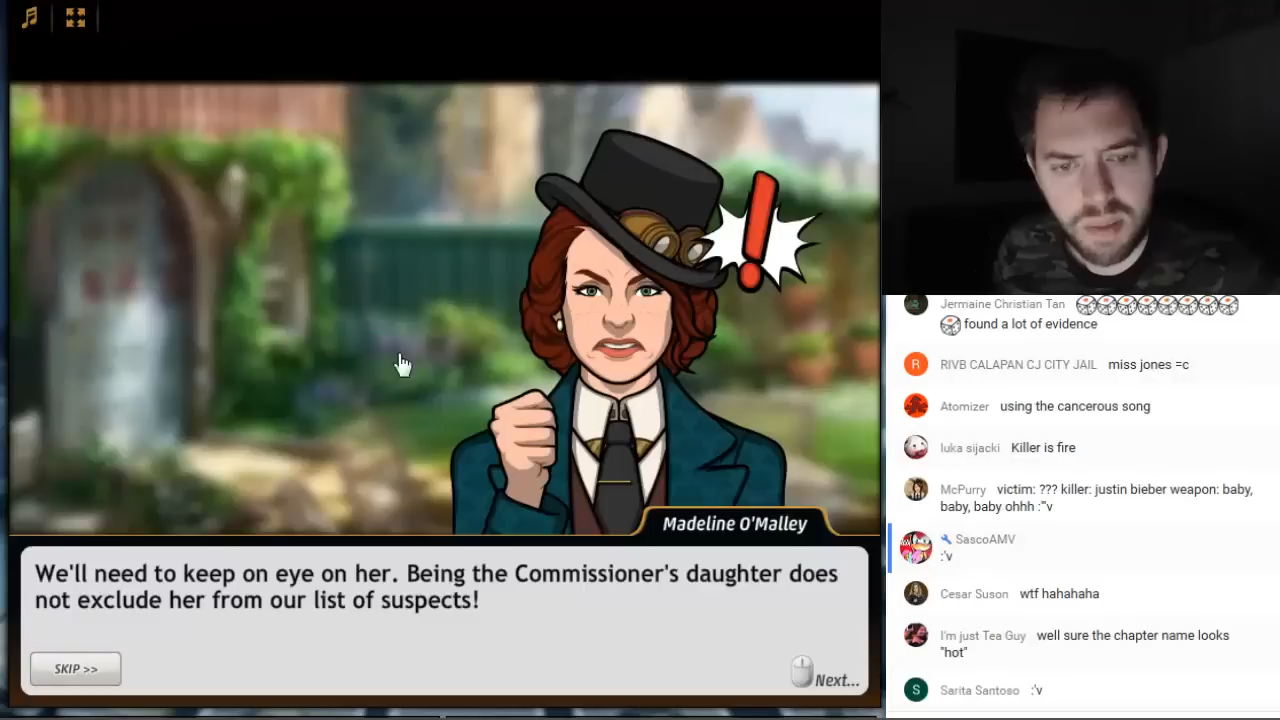 Madeline O'Malley
We'll need to keep on eye on her. Being the Commissioner's daughter does
not exclude her from our list of suspects!
SKIP >>
Next...
Jermaine Christian Tan
found a lot of evidence
RIVB CALAPAN CJ CITY JAIL miss jones =c
Atomizer using the cancerous song
luka sijacki Killer is fire
McPurry victim: ??? killer: justin bieber weapon: baby,
baby, baby ohhh :"v
SascoAMV
:'v
Cesar Suson wtf hahahaha
I'm just Tea Guy well sure the chapter name looks
"hot"
S Sarita Santoso :'v